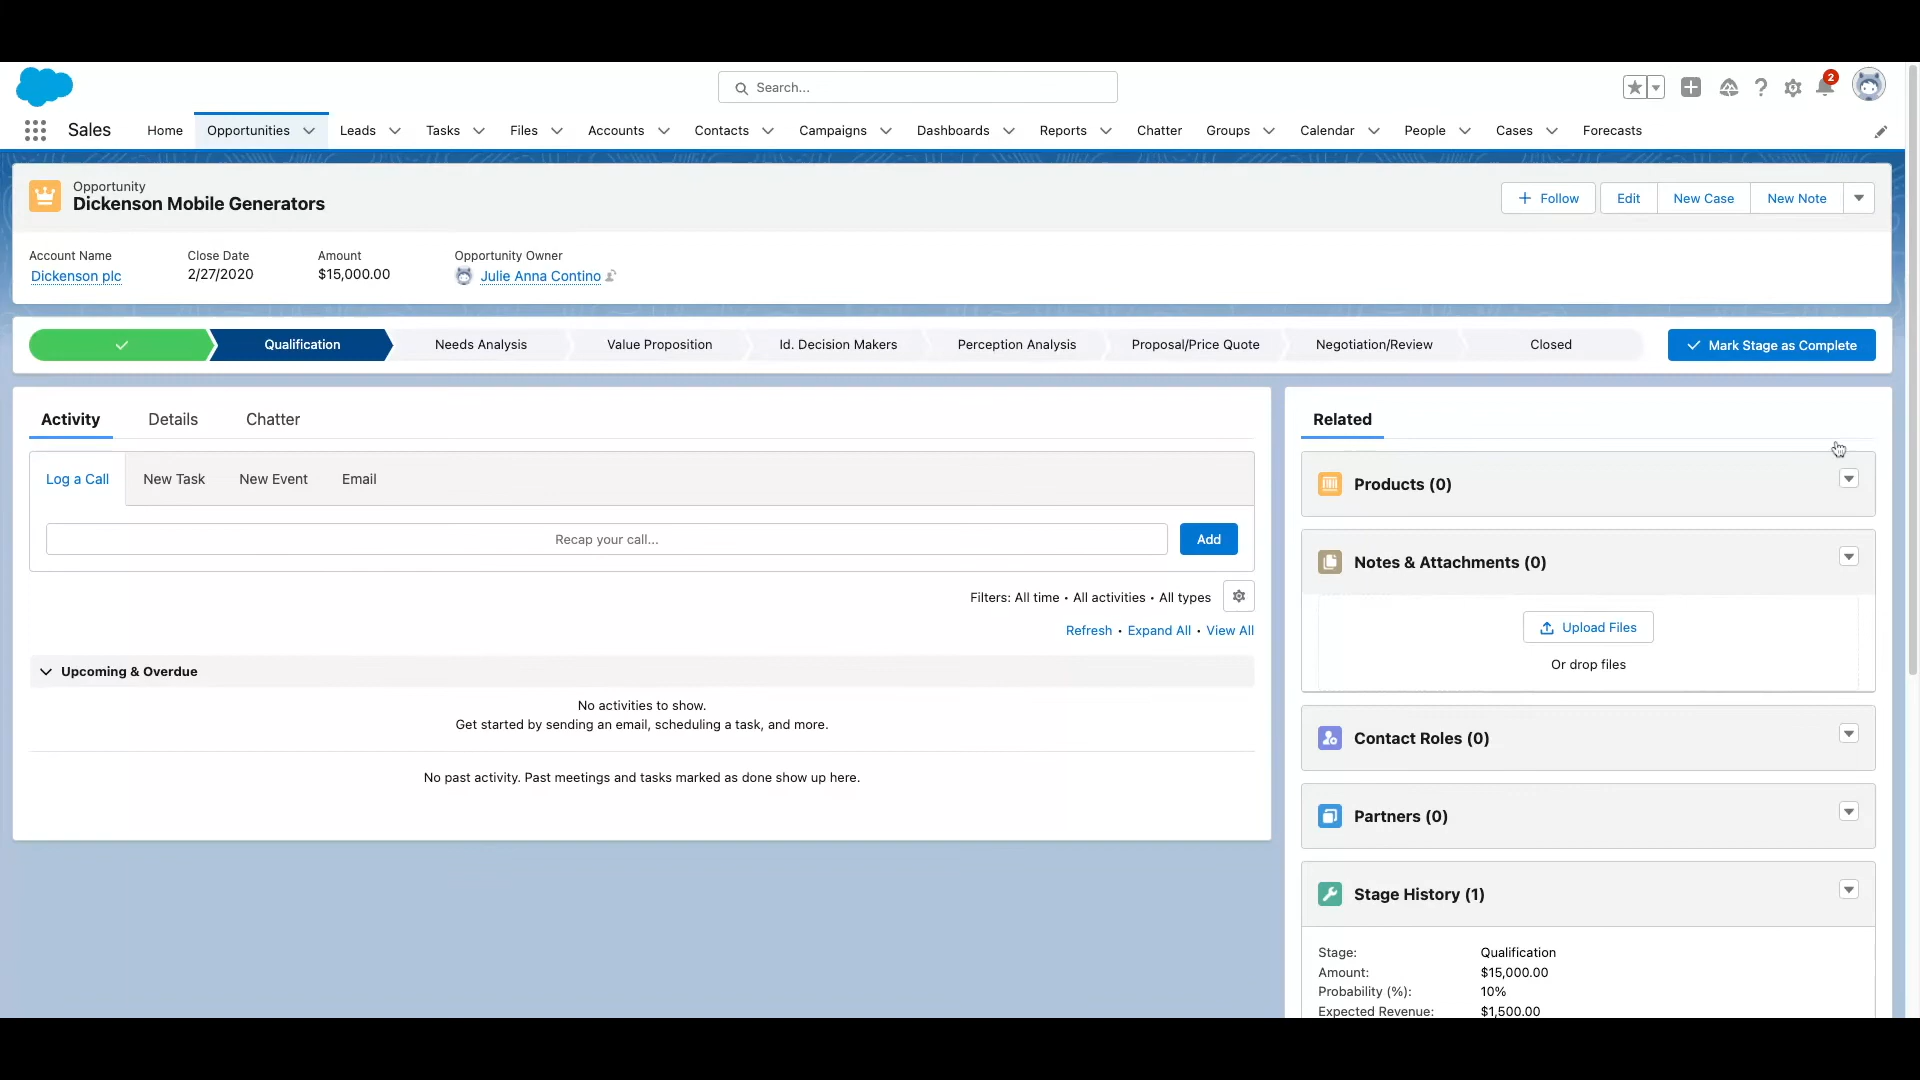 Search...
2
Sales
Home
Opportunities
Leads
Tasks
Files
Accounts
Contacts
Campaigns
Dashboards
Reports
Chatter
Groups
Calendar
People
Cases
Forecasts
Opportunity
Dickenson Mobile Generators
Follow
Edit
New Case
New Note
Account Name
Dickenson plc
Close Date
2/27/2020
Amount
$15,000.00
Opportunity Owner
Julie Anna Contino
Qualification
Needs Analysis
Value Proposition
Id. Decision Makers
Perception Analysis
Proposal/Price Quote
Negotiation/Review
Closed
Mark Stage as Complete
Activity
Details
Chatter
Log a Call
New Task
New Event
Email
Recap your call...
Add
Filters: All time • All activities • All types
Refresh • Expand All • View All
Upcoming & Overdue
No activities to show.
Get started by sending an email, scheduling a task, and more.
No past activity. Past meetings and tasks marked as done show up here.
Related
Products (0)
Notes & Attachments (0)
Upload Files
Or drop files
Contact Roles (0)
Partners (0)
Stage History (1)
Stage: Qualification
Amount: $15,000.00
Probability (%): 10%
Expected Revenue: $1,500.00